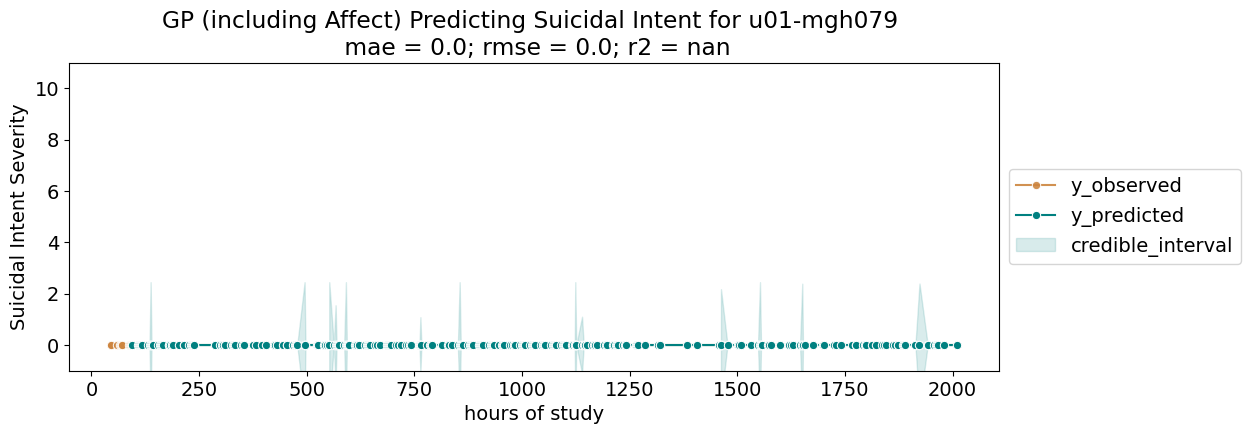 GP (including Affect) Predicting Suicidal Intent for u01-mgh079
mae = 0.0; rmse = 0.0; r2 = nan
Suicidal Intent Severity
10
8
6
4
2
0
0
250
500
750
1000
1250
1500
1750
2000
hours of study
y_observed
y_predicted
credible_interval